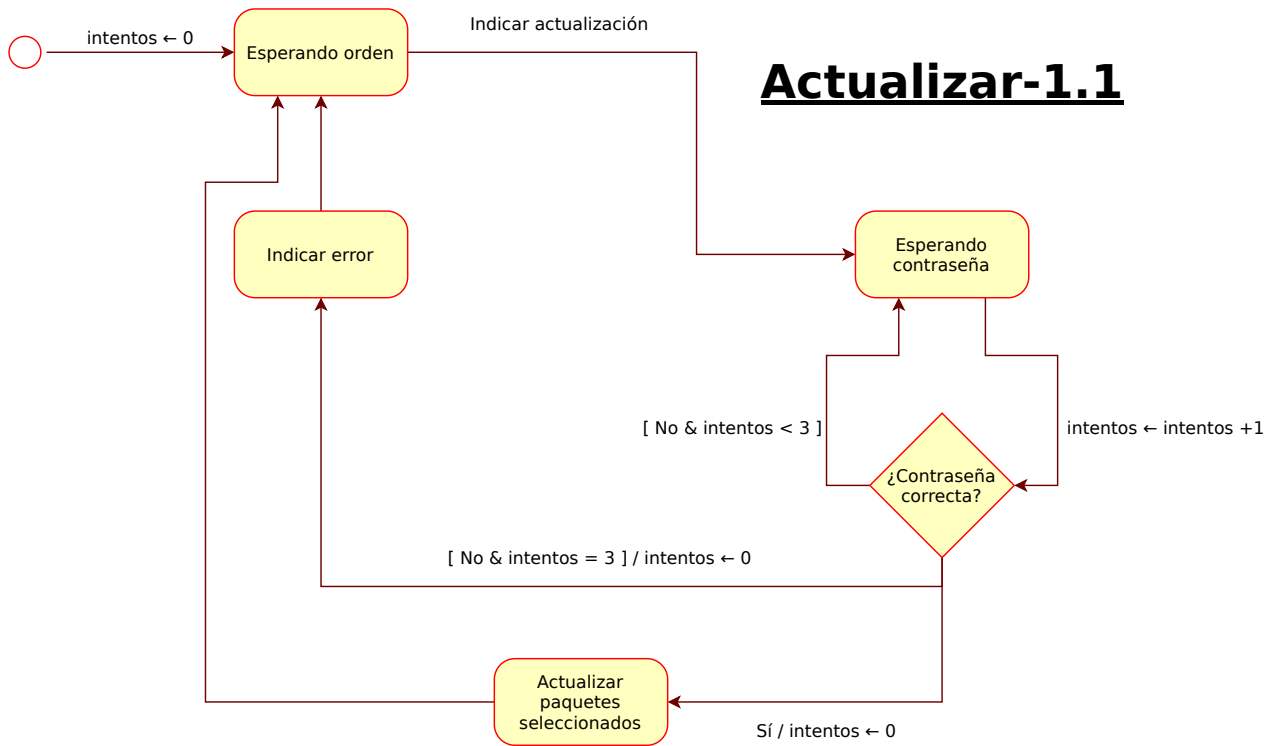 intentos ← 0
Esperando orden
Indicar actualización
Actualizar-1.1
Indicar error
Esperando
contraseña
[ No & intentos < 3 ]
intentos ← intentos +1
¿Contraseña
correcta?
[ No & intentos = 3 ] / intentos ← 0
Actualizar
paquetes
seleccionados
Sí / intentos ← 0